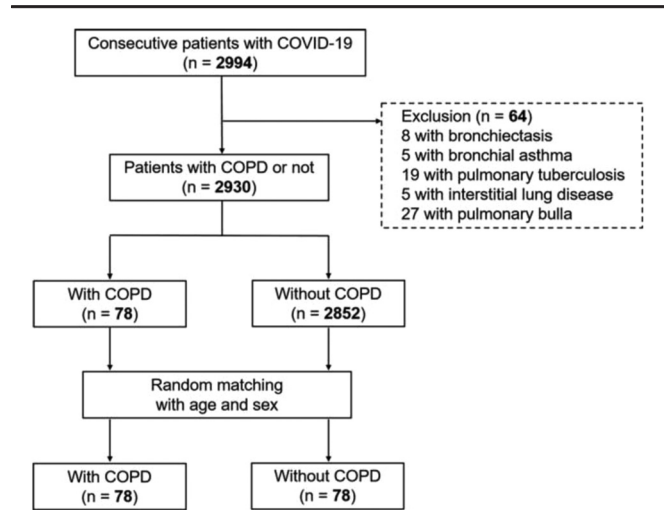 Consecutive patients with COVID-19
(n = 2994)
Exclusion (n = 64)
8 with bronchiectasis
5 with bronchial asthma
19 with pulmonary tuberculosis
5 with interstitial lung disease
27 with pulmonary bulla
Patients with COPD or not
(n = 2930)
With COPD
(n = 78)
Without COPD
(n = 2852)
Random matching
with age and sex
With COPD
(n = 78)
Without COPD
(n = 78)